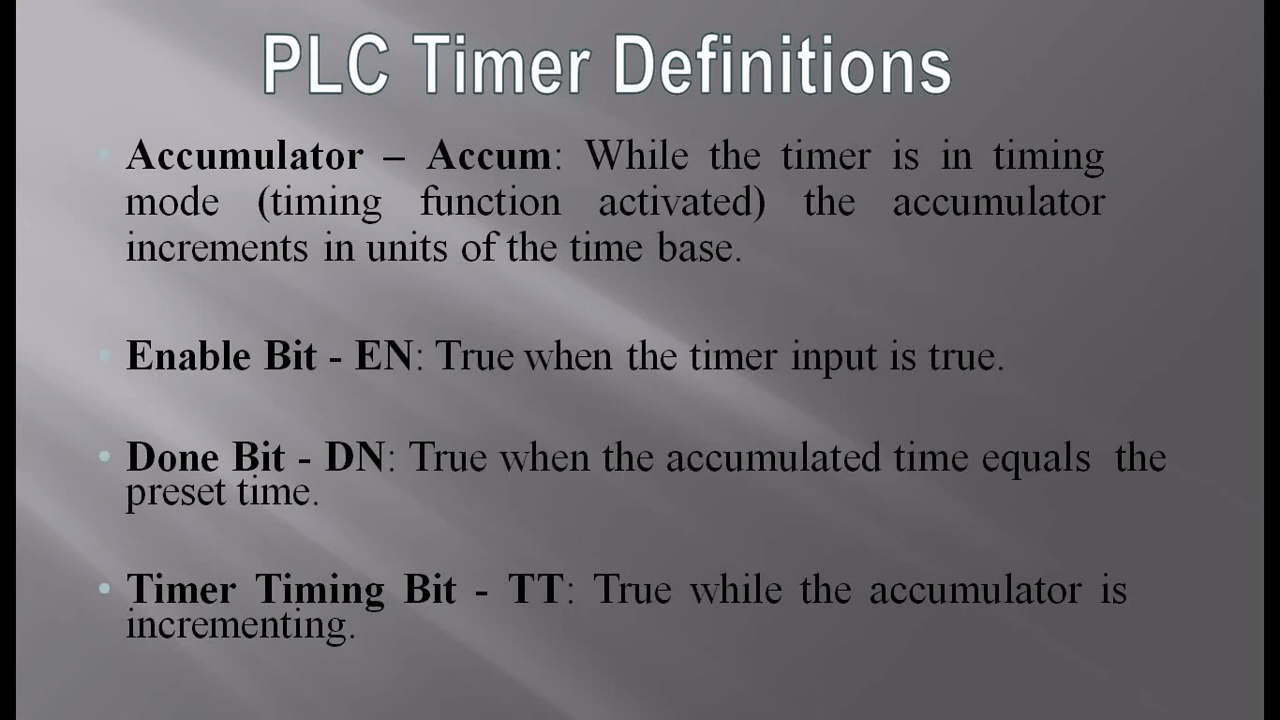 PLC Timer Definitions
• Accumulator – Accum: While the timer is in timing
mode (timing function activated) the accumulator
increments in units of the time base.
• Enable Bit - EN: True when the timer input is true.
• Done Bit - DN: True when the accumulated time equals the
preset time.
• Timer Timing Bit - TT: True while the accumulator is
incrementing.